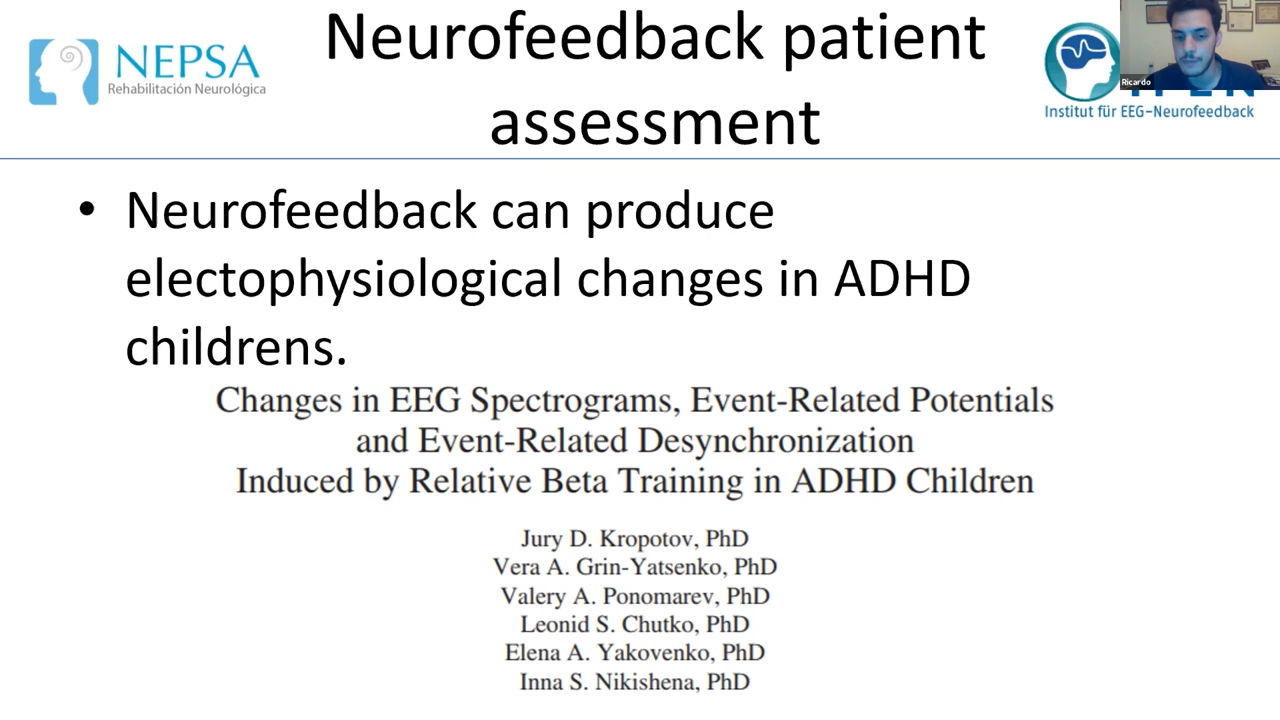 Neurofeedback patient
assessment
NEPSA
Rehabilitación Neurológica
Ricardo
Institut für EEG-Neurofeedback
• Neurofeedback can produce
electophysiological changes in ADHD
childrens.
Changes in EEG Spectrograms, Event-Related Potentials
and Event-Related Desynchronization
Induced by Relative Beta Training in ADHD Children
Jury D. Kropotov, PhD
Vera A. Grin-Yatsenko, PhD
Valery A. Ponomarev, PhD
Leonid S. Chutko, PhD
Elena A. Yakovenko, PhD
Inna S. Nikishena, PhD